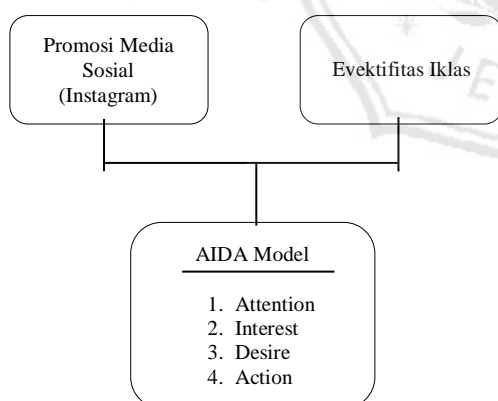 Promosi Media
Sosial
(Instagram)
Evektifitas Iklas
AIDA Model
1. Attention
2. Interest
3. Desire
4. Action